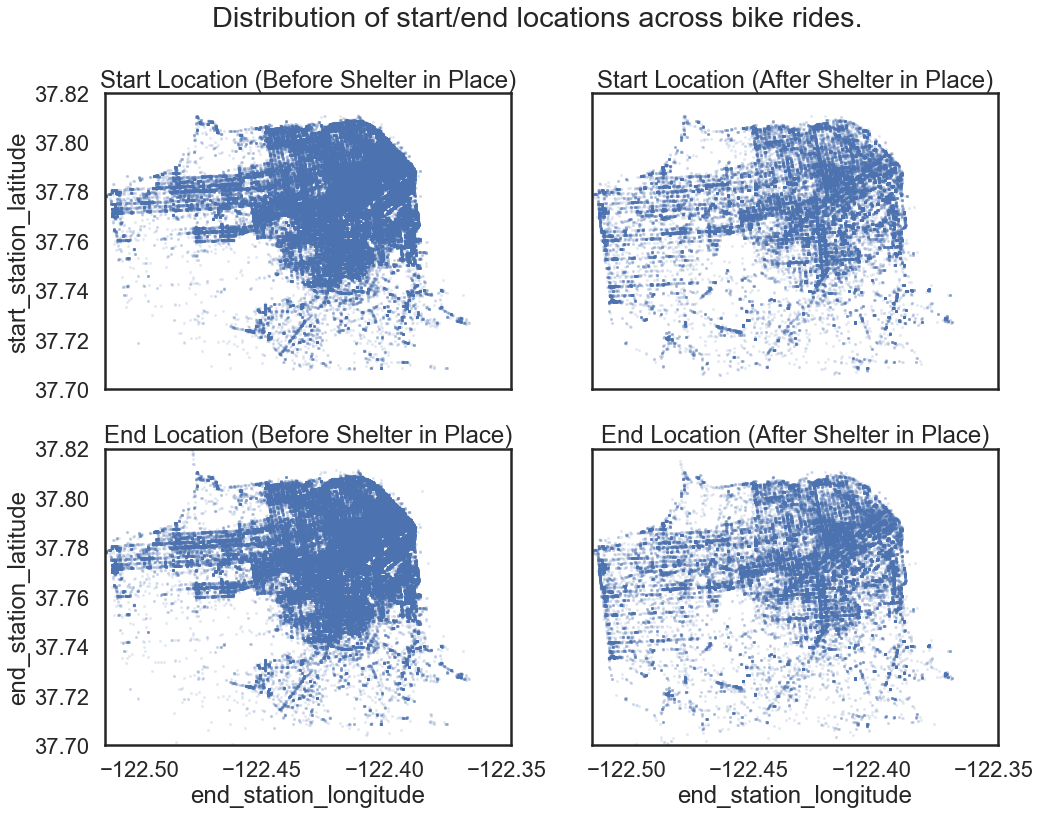 Distribution of start/end locations across bike rides.
Start Location (Before Shelter in Place)
Start Location (After Shelter in Place)
37.82
37.80
37.78
37.76
37.74
37.72
37.70
start_station_latitude
End Location (Before Shelter in Place)
End Location (After Shelter in Place)
37.82
37.80
37.78
37.76
37.74
37.72
37.70
end_station_latitude
−122.50 −122.45 −122.40 −122.35
−122.50 −122.45 −122.40 −122.35
end_station_longitude
end_station_longitude